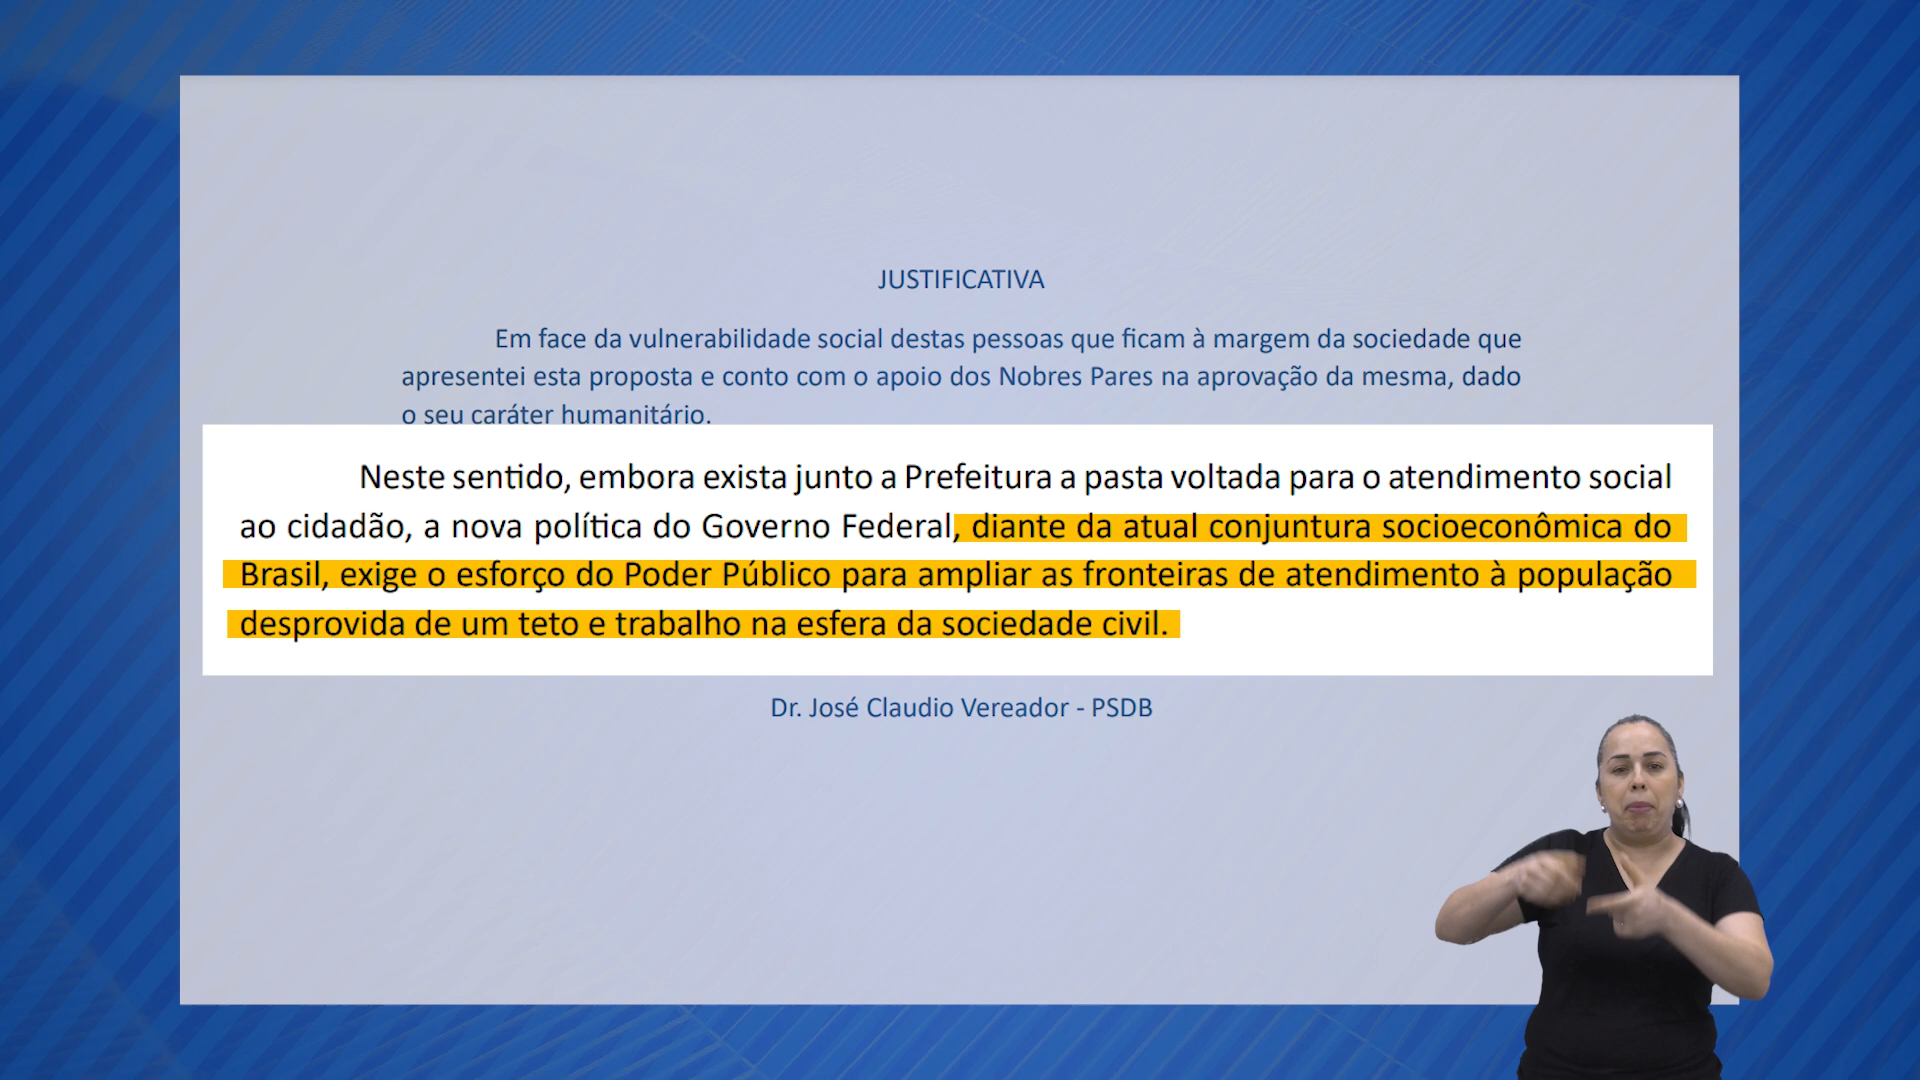 JUSTIFICATIVA
Em face da vulnerabilidade social destas pessoas que ficam à margem da sociedade que
apresentei esta proposta e conto com o apoio dos Nobres Pares na aprovação da mesma, dado
o seu caráter humanitário.
Neste sentido, embora exista junto a Prefeitura a pasta voltada para o atendimento social
ao cidadão, a nova política do Governo Federal, diante da atual conjuntura socioeconômica do
Brasil, exige o esforço do Poder Público para ampliar as fronteiras de atendimento à população
desprovida de um teto e trabalho na esfera da sociedade civil.
Dr. José Claudio Vereador - PSDB